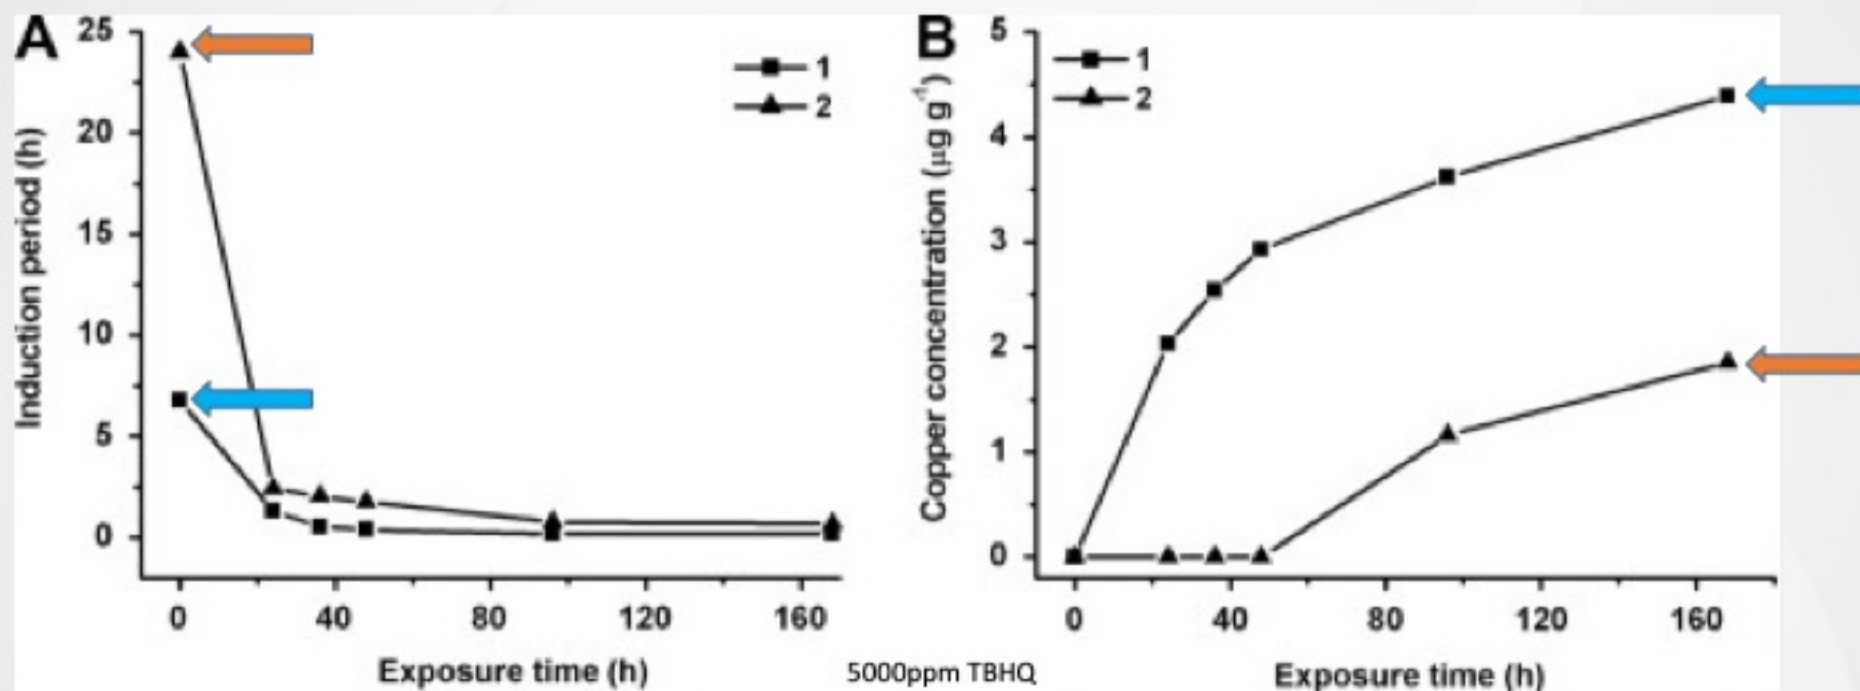 A
Induction period (h)
25
20
15
10
5
0
1
2
0 40 80 120 160
Exposure time (h)
5000ppm TBHQ
B
Copper concentration (µg g⁻¹)
5
4
3
2
1
0
1
2
0 40 80 120 160
Exposure time (h)